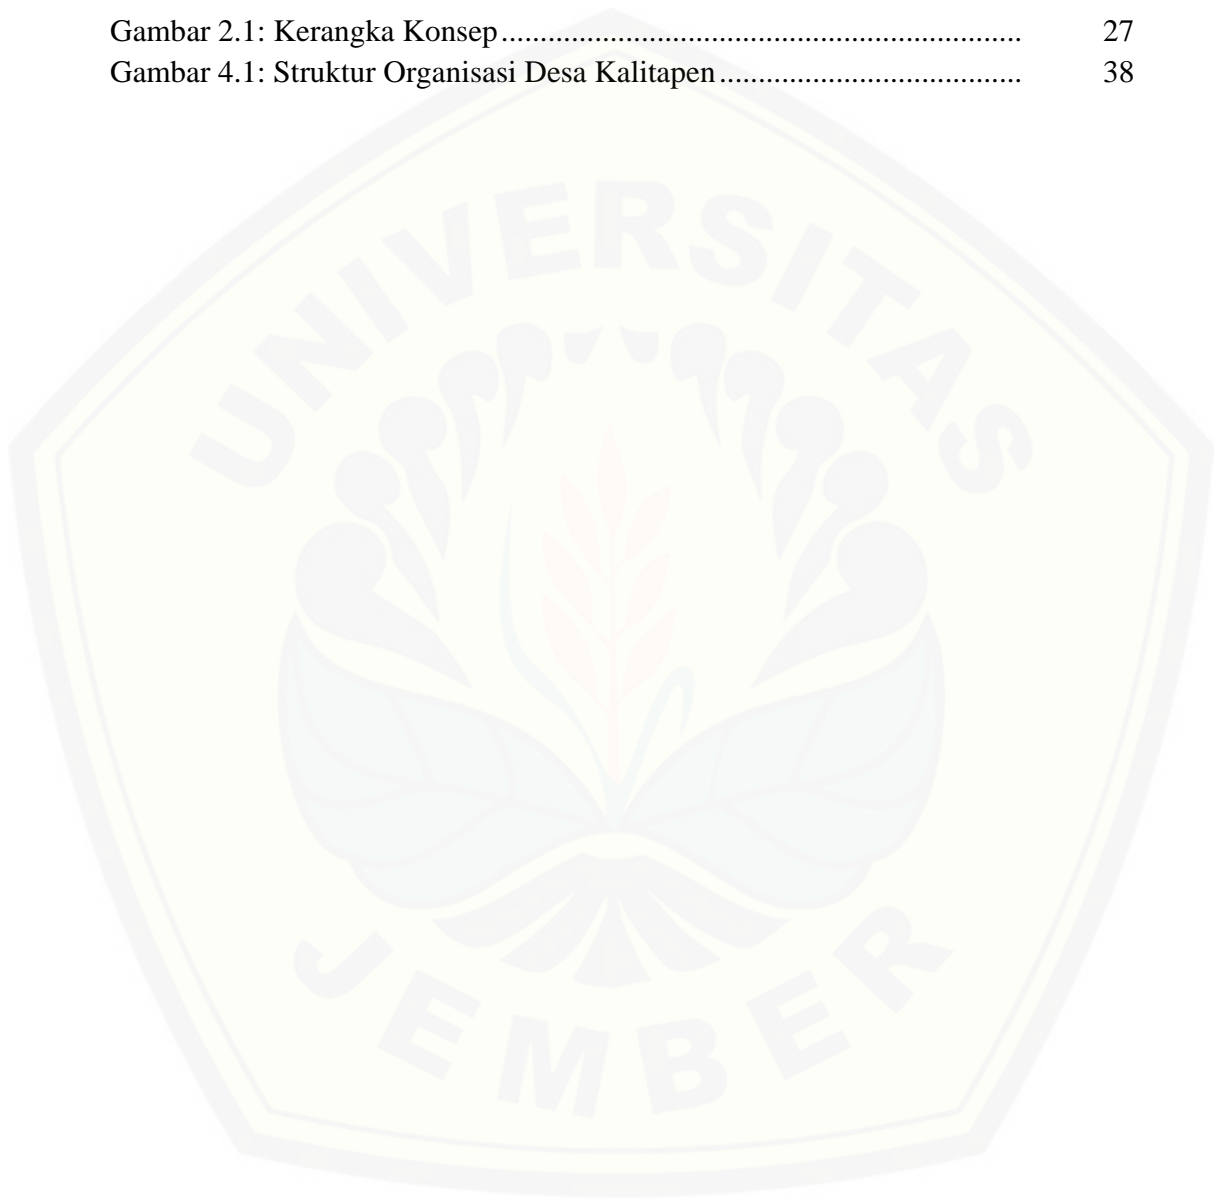 Gambar 2.1: Kerangka Konsep................................................................... 27
Gambar 4.1: Struktur Organisasi Desa Kalitapen....................................... 38
UNIVERSITAS
JEMBER